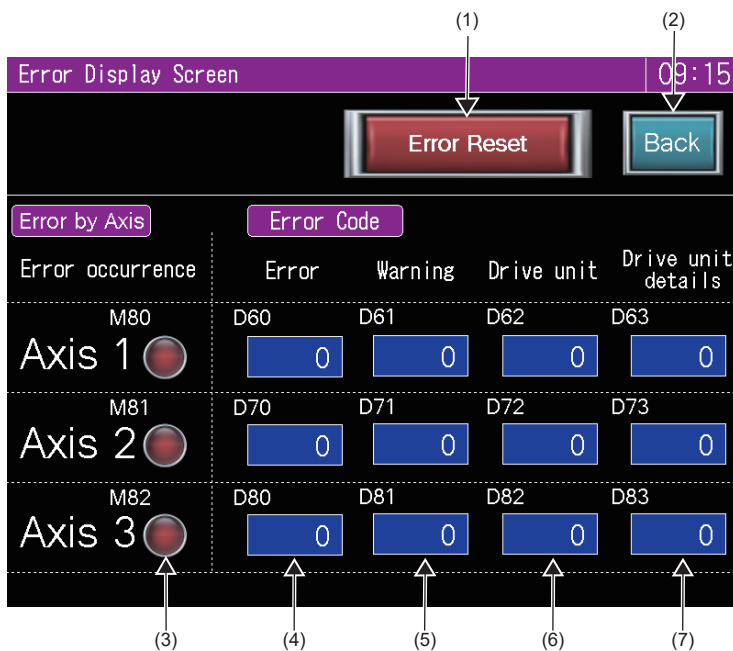 (1) (2)
Error Display Screen 09:15
Error Reset Back
Error by Axis Error Code
Error occurrence Error Warning Drive unit Drive unit
details
M80 D60 D61 D62 D63
Axis 1 0 0 0 0
M81 D70 D71 D72 D73
Axis 2 0 0 0 0
M82 D80 D81 D82 D83
Axis 3 0 0 0 0
(3) (4) (5) (6) (7)